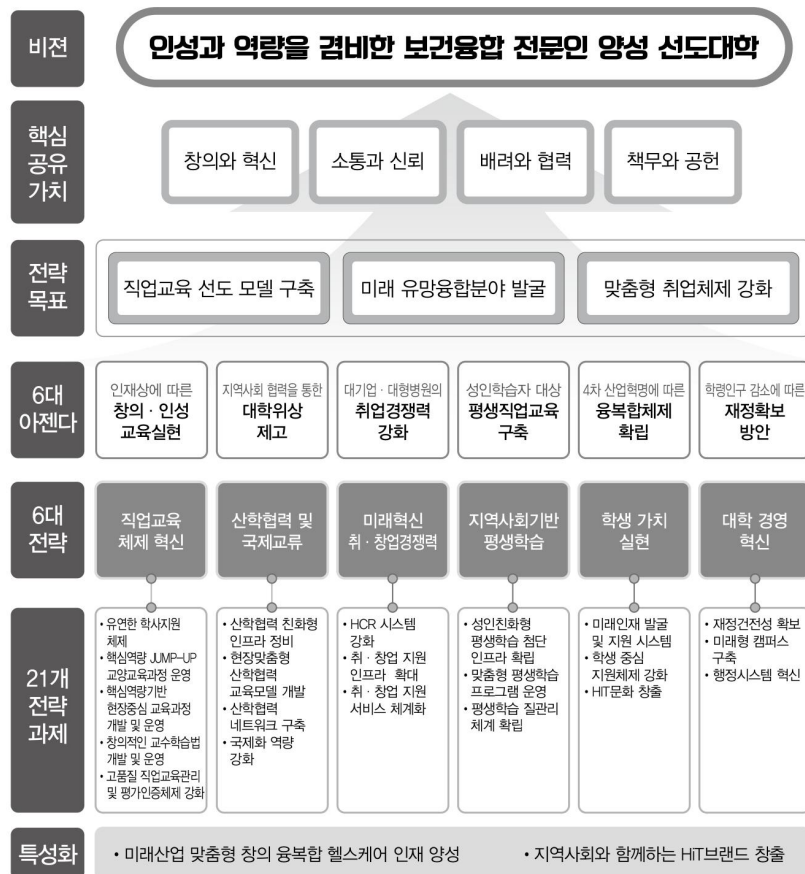 비젼
인성과 역량을 겸비한 보건융합 전문인 양성 선도대학
핵심
공유
가치
창의와 혁신
소통과 신뢰
배려와 협력
책무와 공헌
전략
목표
직업교육 선도 모델 구축
미래 유망융합분야 발굴
맞춤형 취업체제 강화
6대
아젠다
인재상에 따른
창의 · 인성
교육실현
지역사회 협력을 통한
대학위상
제고
대기업 · 대형병원의
취업경쟁력
강화
성인학습자 대상
평생직업교육
구축
4차 산업혁명에 따른
융복합체제
확립
학령인구 감소에 따른
재정확보
방안
6대
전략
직업교육
체제 혁신
산학협력 및
국제교류
미래혁신
취 · 창업경쟁력
지역사회기반
평생학습
학생 가치
실현
대학 경영
혁신
21개
전략
과제
• 유연한 학사지원
체제
• 핵심역량 JUMP-UP
교양교육과정 운영
• 핵심역량기반
현장중심 교육과정
개발 및 운영
• 창의적인 교수학습법
개발 및 운영
• 고품질 직업교육관리
및 평가인증체제 강화
• 산학협력 친화형
인프라 정비
• 현장맞춤형
산학협력
교육모델 개발
• 산학협력
네트워크 구축
• 국제화 역량
강화
• HCR 시스템
강화
• 취 · 창업 지원
인프라 확대
• 취 · 창업 지원
서비스 체계화
• 성인친화형
평생학습 첨단
인프라 확립
• 맞춤형 평생학습
프로그램 운영
• 평생학습 질관리
체계 확립
• 미래인재 발굴
및 지원 시스템
• 학생 중심
지원체제 강화
• HIT문화 창출
• 재정건전성 확보
• 미래형 캠퍼스
구축
• 행정시스템 혁신
특성화
• 미래산업 맞춤형 창의 융복합 헬스케어 인재 양성
• 지역사회와 함께하는 HiT브랜드 창출